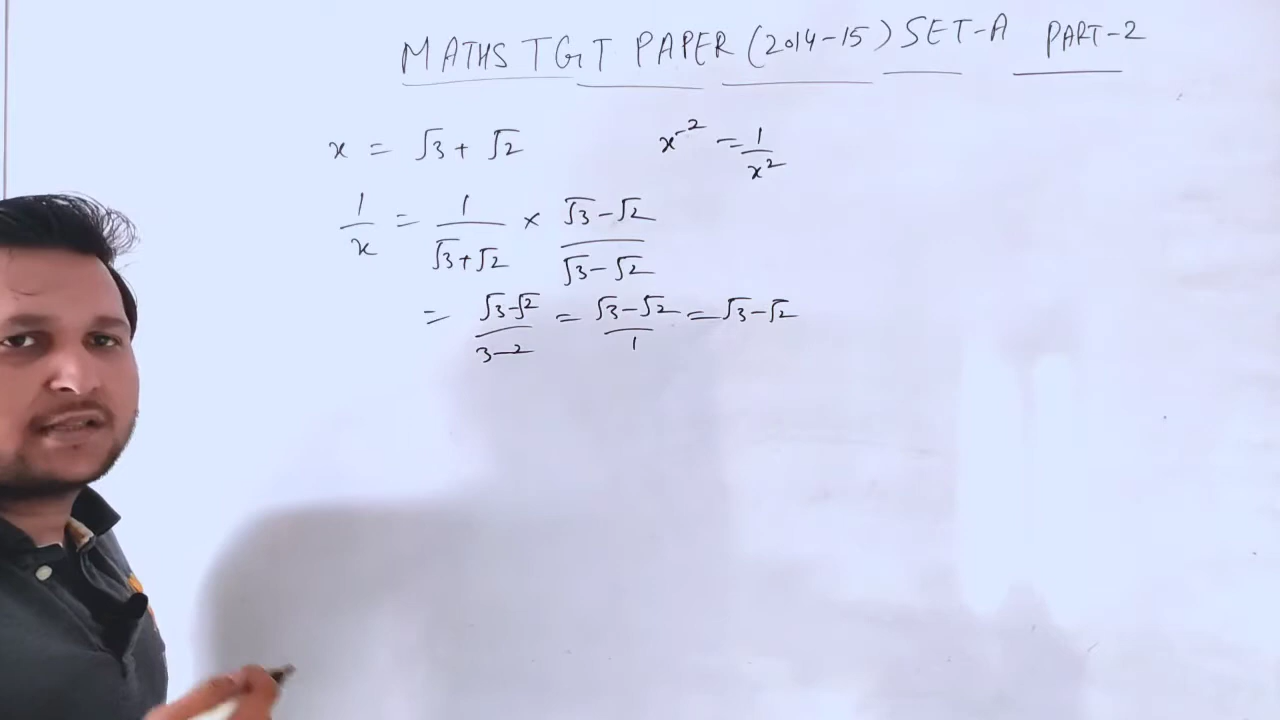 MATHS TGT PAPER (2014-15) SET-A PART-2
x = √3 + √2    x⁻² = 1/x²
1/x = 1/(√3+√2) × (√3-√2)/(√3-√2)
= (√3-√2)/(3-2) = (√3-√2)/1 = √3-√2